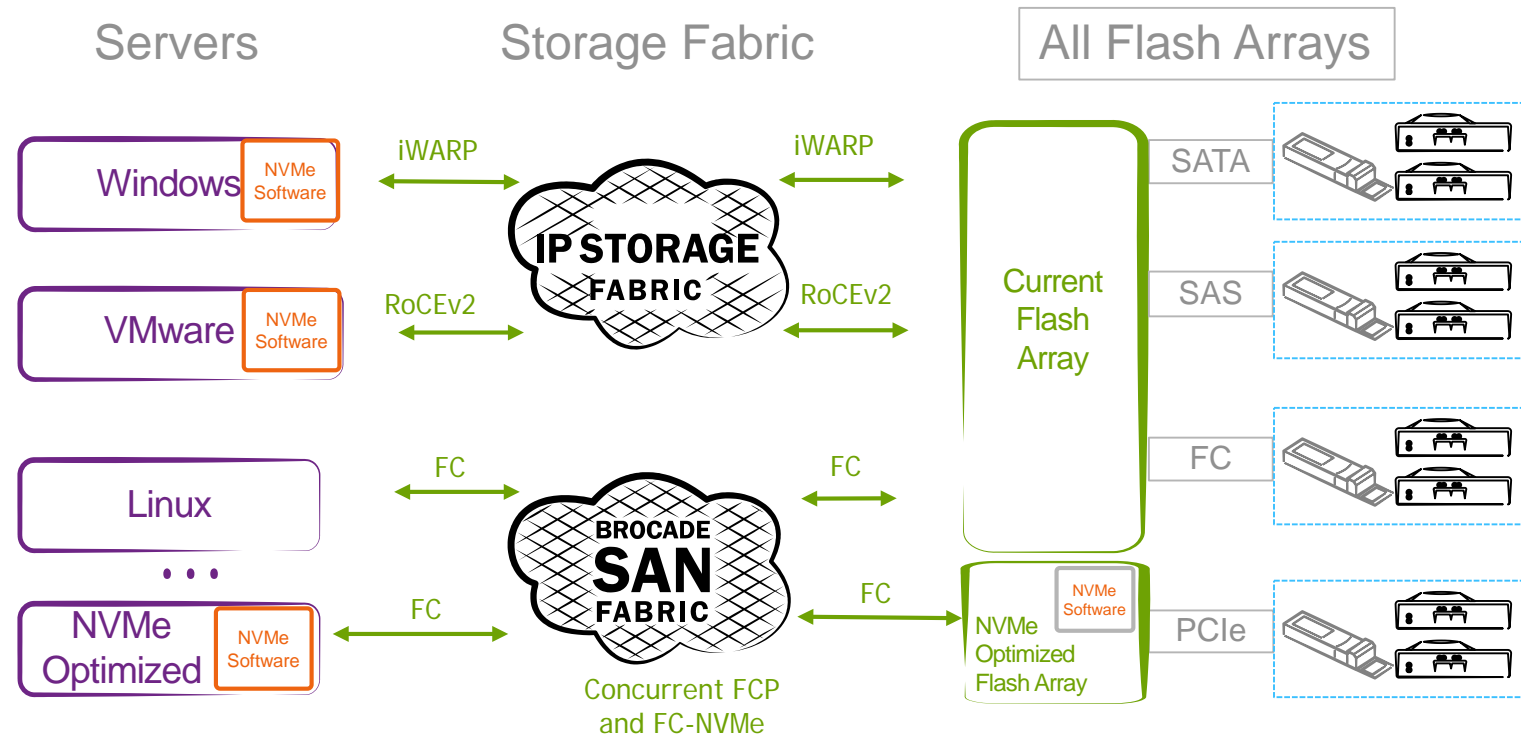 Servers
Storage Fabric
All Flash Arrays
Windows
NVMe
Software
iWARP
iWARP
IP STORAGE
FABRIC
SATA
VMware
NVMe
Software
RoCEv2
RoCEv2
Current
Flash
Array
SAS
Linux
FC
FC
BROCADE
SAN
FABRIC
FC
• • •
NVMe
Optimized
NVMe
Software
FC
FC
Concurrent FCP
and FC-NVMe
NVMe
Software
NVMe
Optimized
Flash Array
PCIe